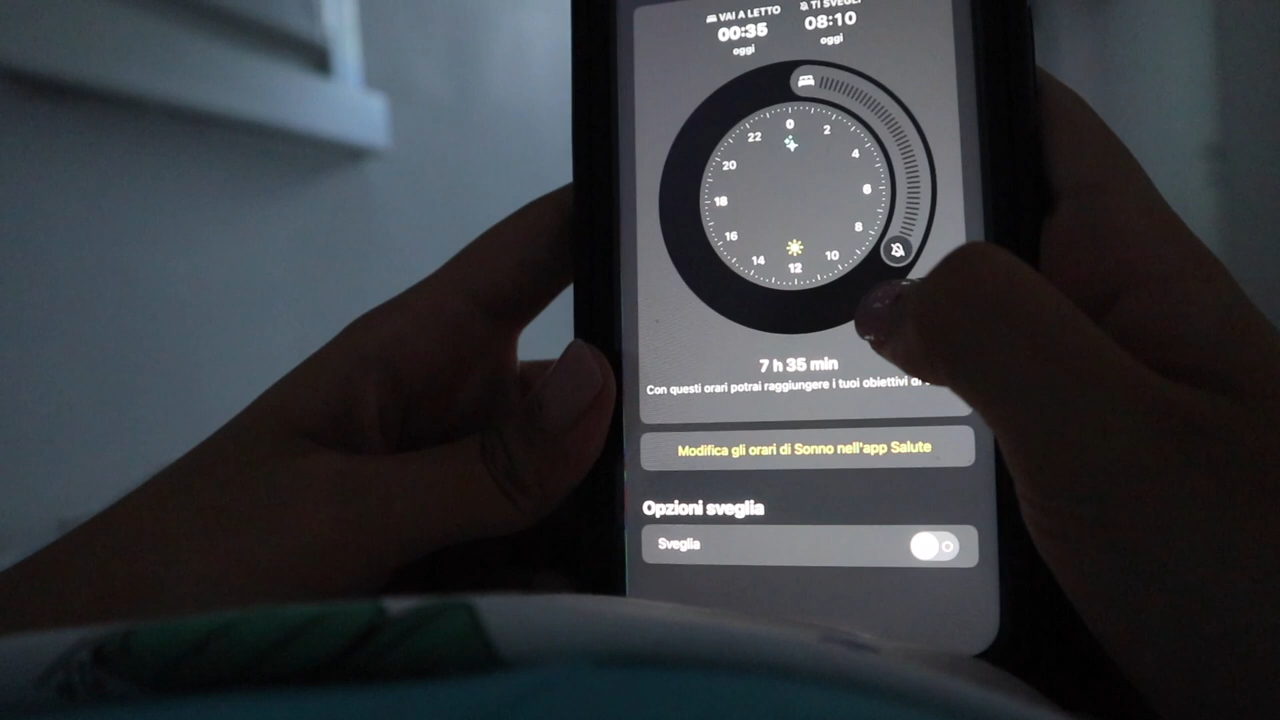 VAI A LETTO
TI SVEGLI
00:35
08:10
oggi
oggi
0
2
4
6
8
10
12
14
16
18
20
22
7 h 35 min
Con questi orari potrai raggiungere i tuoi obiettivi
Modifica gli orari di Sonno nell'app Salute
Opzioni sveglia
Sveglia